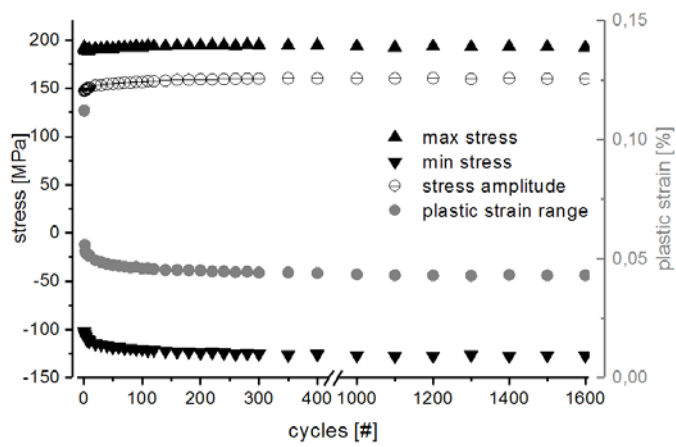 200
150
100
50
0
-50
-100
-150
stress [MPa]
0,15
0,10
0,05
0,00
plastic strain [%]
max stress
min stress
stress amplitude
plastic strain range
0 100 200 300 400 1000 1200 1400 1600
cycles [#]